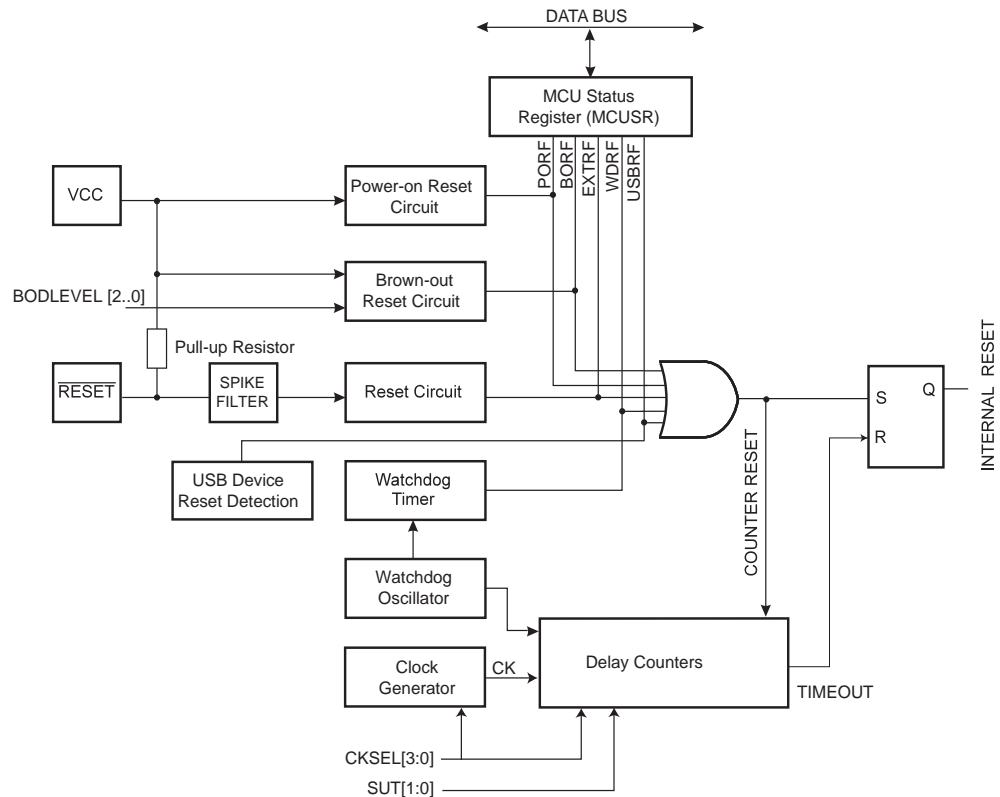 DATA BUS
MCU Status
Register (MCUSR)
PORF
BORF
EXTRF
WDRF
USBRF
VCC
Power-on Reset
Circuit
Brown-out
Reset Circuit
BODLEVEL [2..0]
Pull-up Resistor
RESET
SPIKE
FILTER
Reset Circuit
S
Q
R
INTERNAL RESET
USB Device
Reset Detection
Watchdog
Timer
COUNTER RESET
Watchdog
Oscillator
Clock
Generator
CK
Delay Counters
TIMEOUT
CKSEL[3:0]
SUT[1:0]